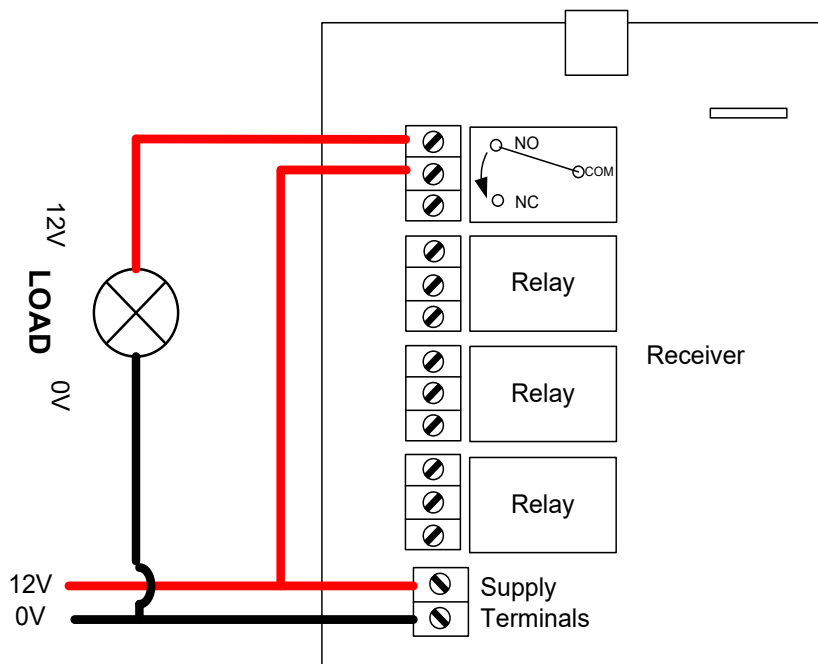 NO
COM
NC
12V
LOAD
0V
Relay
Relay
Relay
Receiver
12V
0V
Supply
Terminals